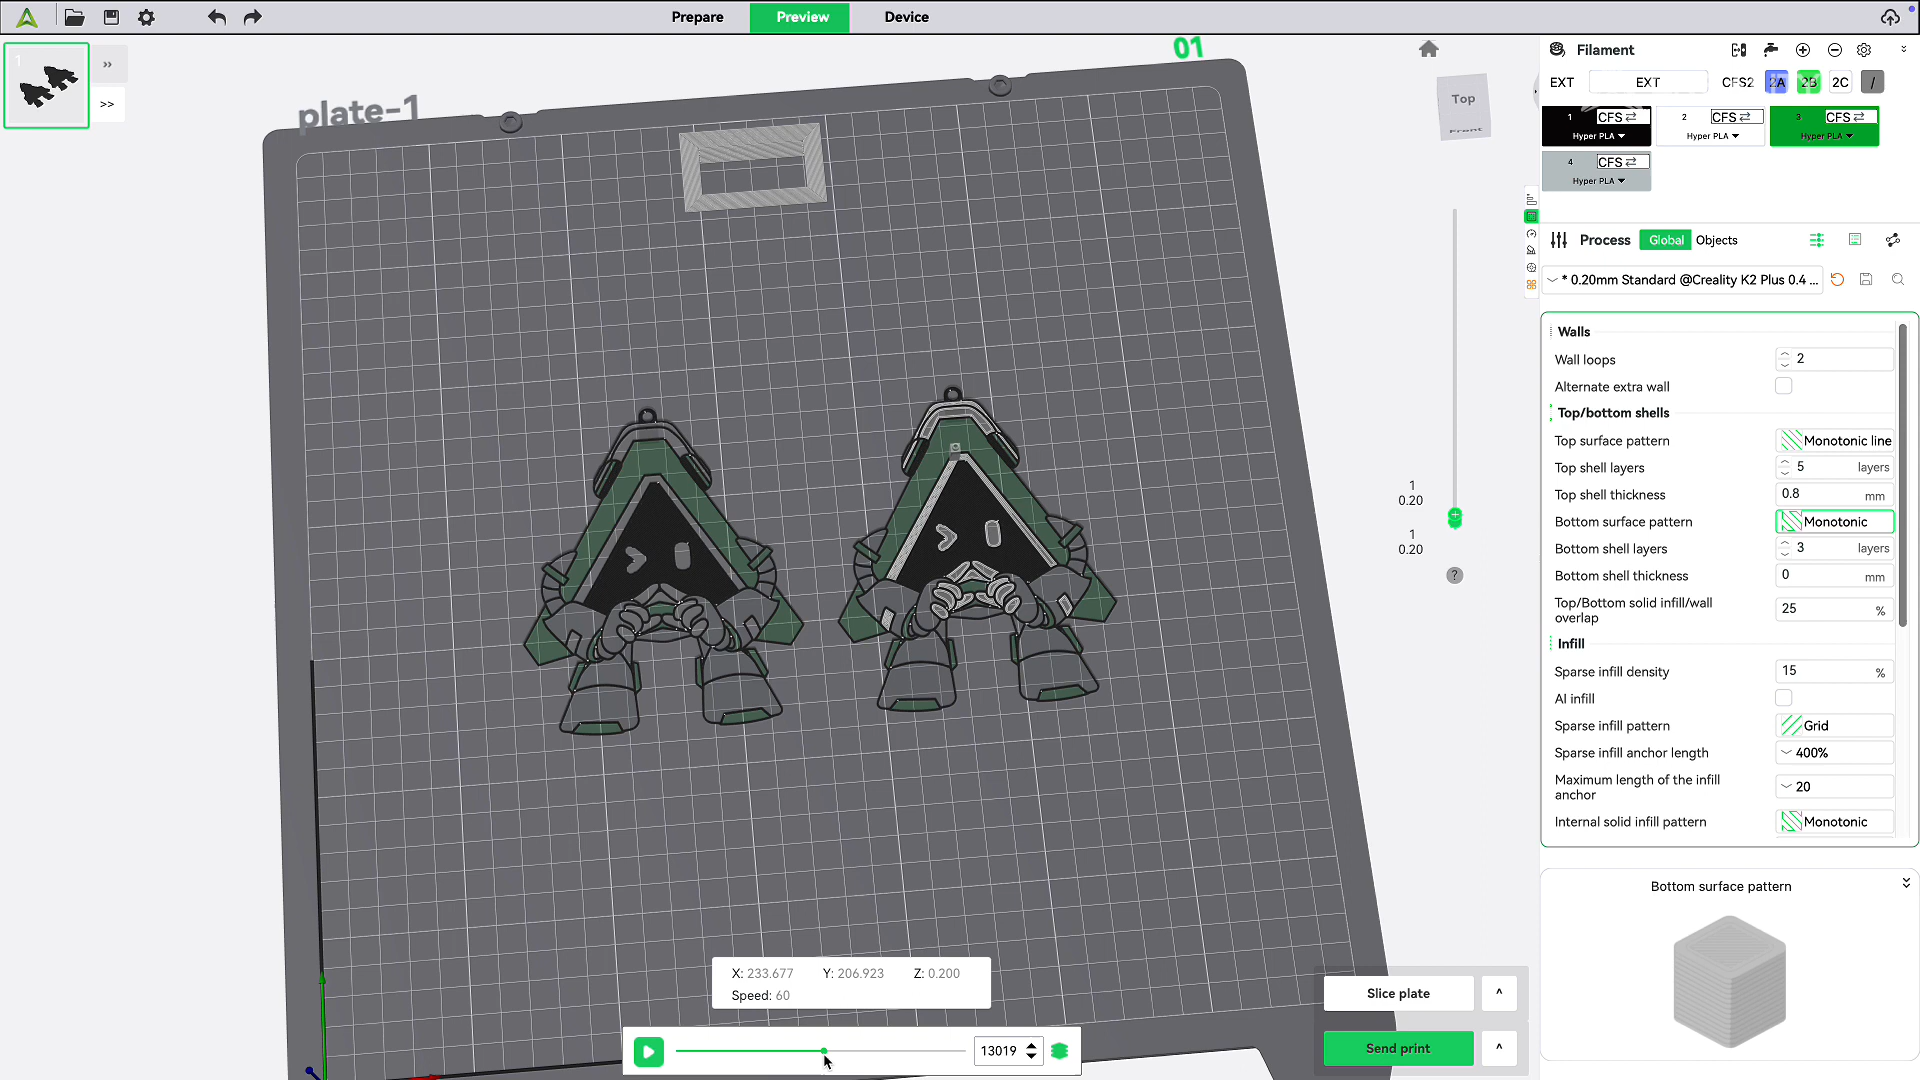 Prepare
Preview
Device
1
>>
>>
plate-1
01
Top
Front
Filament
EXT
EXT
CFS2
2A
2B
2C
/
1 CFS
Hyper PLA
2 CFS
Hyper PLA
3 CFS
Hyper PLA
4 CFS
Hyper PLA
Process
Global
Objects
* 0.20mm Standard @Creality K2 Plus 0.4 ...
Walls
Wall loops
2
Alternate extra wall
Top/bottom shells
Top surface pattern
Monotonic line
Top shell layers
5 layers
Top shell thickness
0.8 mm
Bottom surface pattern
Monotonic
Bottom shell layers
3 layers
Bottom shell thickness
0 mm
Top/Bottom solid infill/wall
overlap
25 %
Infill
Sparse infill density
15 %
AI infill
Sparse infill pattern
Grid
Sparse infill anchor length
400%
Maximum length of the infill
anchor
20
Internal solid infill pattern
Monotonic
Bottom surface pattern
1
0.20
1
0.20
?
X: 233.677 Y: 206.923 Z: 0.200
Speed: 60
13019
Slice plate
^
Send print
^